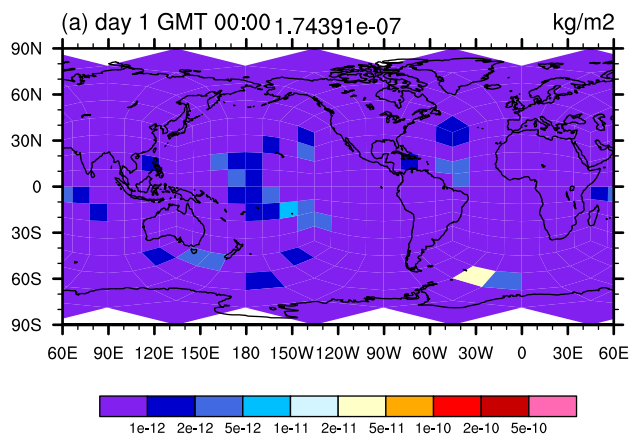 (a) day 1 GMT 00:00 1.74391e-07 kg/m2
90N
60N
30N
0
30S
60S
90S
60E 90E 120E 150E 180 150W 120W 90W 60W 30W 0 30E 60E
1e-12 2e-12 5e-12 1e-11 2e-11 5e-11 1e-10 2e-10 5e-10